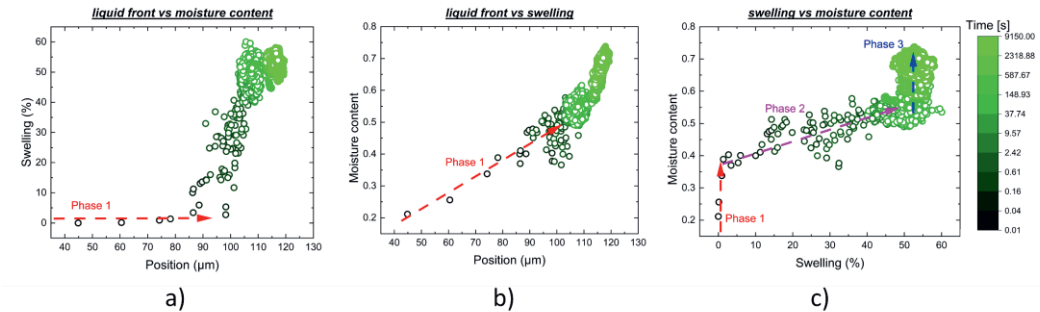 liquid front vs moisture content
Swelling (%)
60
50
40
30
20
10
0
Phase 1
40 50 60 70 80 90 100 110 120 130
Position (µm)
a)
liquid front vs swelling
Moisture content
0.8
0.7
0.6
0.5
0.4
0.3
0.2
Phase 1
40 50 60 70 80 90 100 110 120 130
Position (µm)
b)
swelling vs moisture content
Moisture content
0.8
0.7
0.6
0.5
0.4
0.3
0.2
Phase 3
Phase 2
Phase 1
0 10 20 30 40 50 60
Swelling (%)
c)
Time [s]
9150.00
2318.88
587.67
148.93
37.74
9.57
2.42
0.61
0.16
0.04
0.01